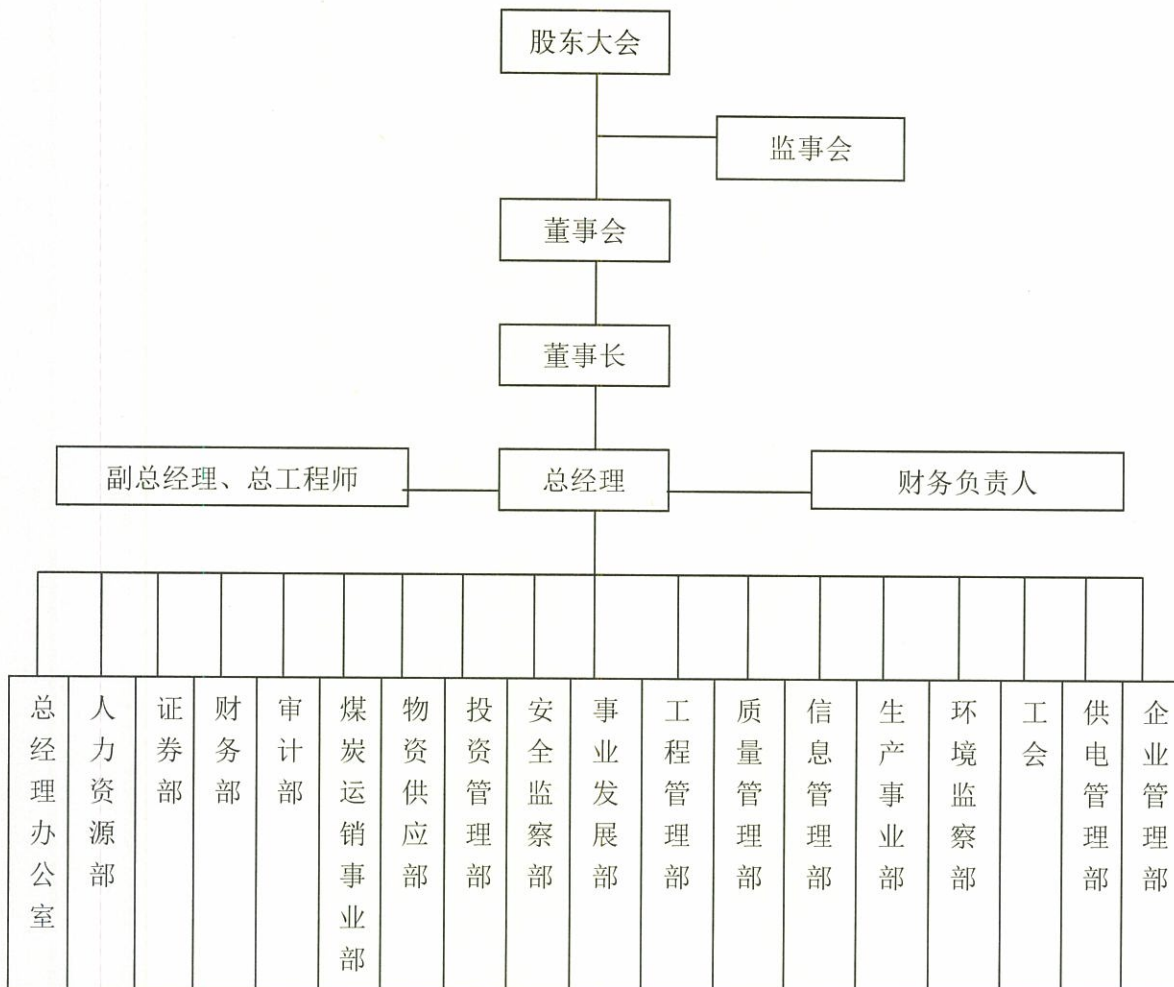 股东大会
监事会
董事会
董事长
副总经理、总工程师
总经理
财务负责人
总经理办公室
人力资源部
证券部
财务部
审计部
煤炭运销事业部
物资供应部
投资管理部
安全监察部
事业发展部
工程管理部
质量管理部
信息管理部
生产事业部
环境监察部
工会
供电管理部
企业管理部